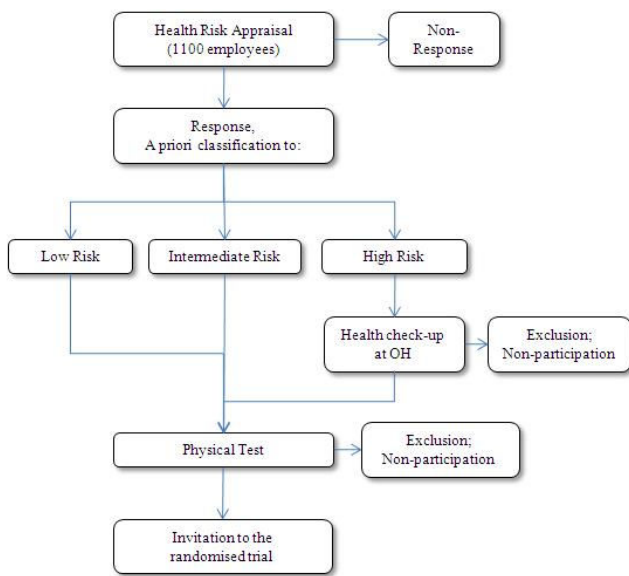 Health Risk Appraisal
(1100 employees)
Non-
Response
Response,
A priori classification to:
Low Risk
Intermediate Risk
High Risk
Health check-up
at OH
Exclusion;
Non-participation
Physical Test
Exclusion;
Non-participation
Invitation to the
randomised trial